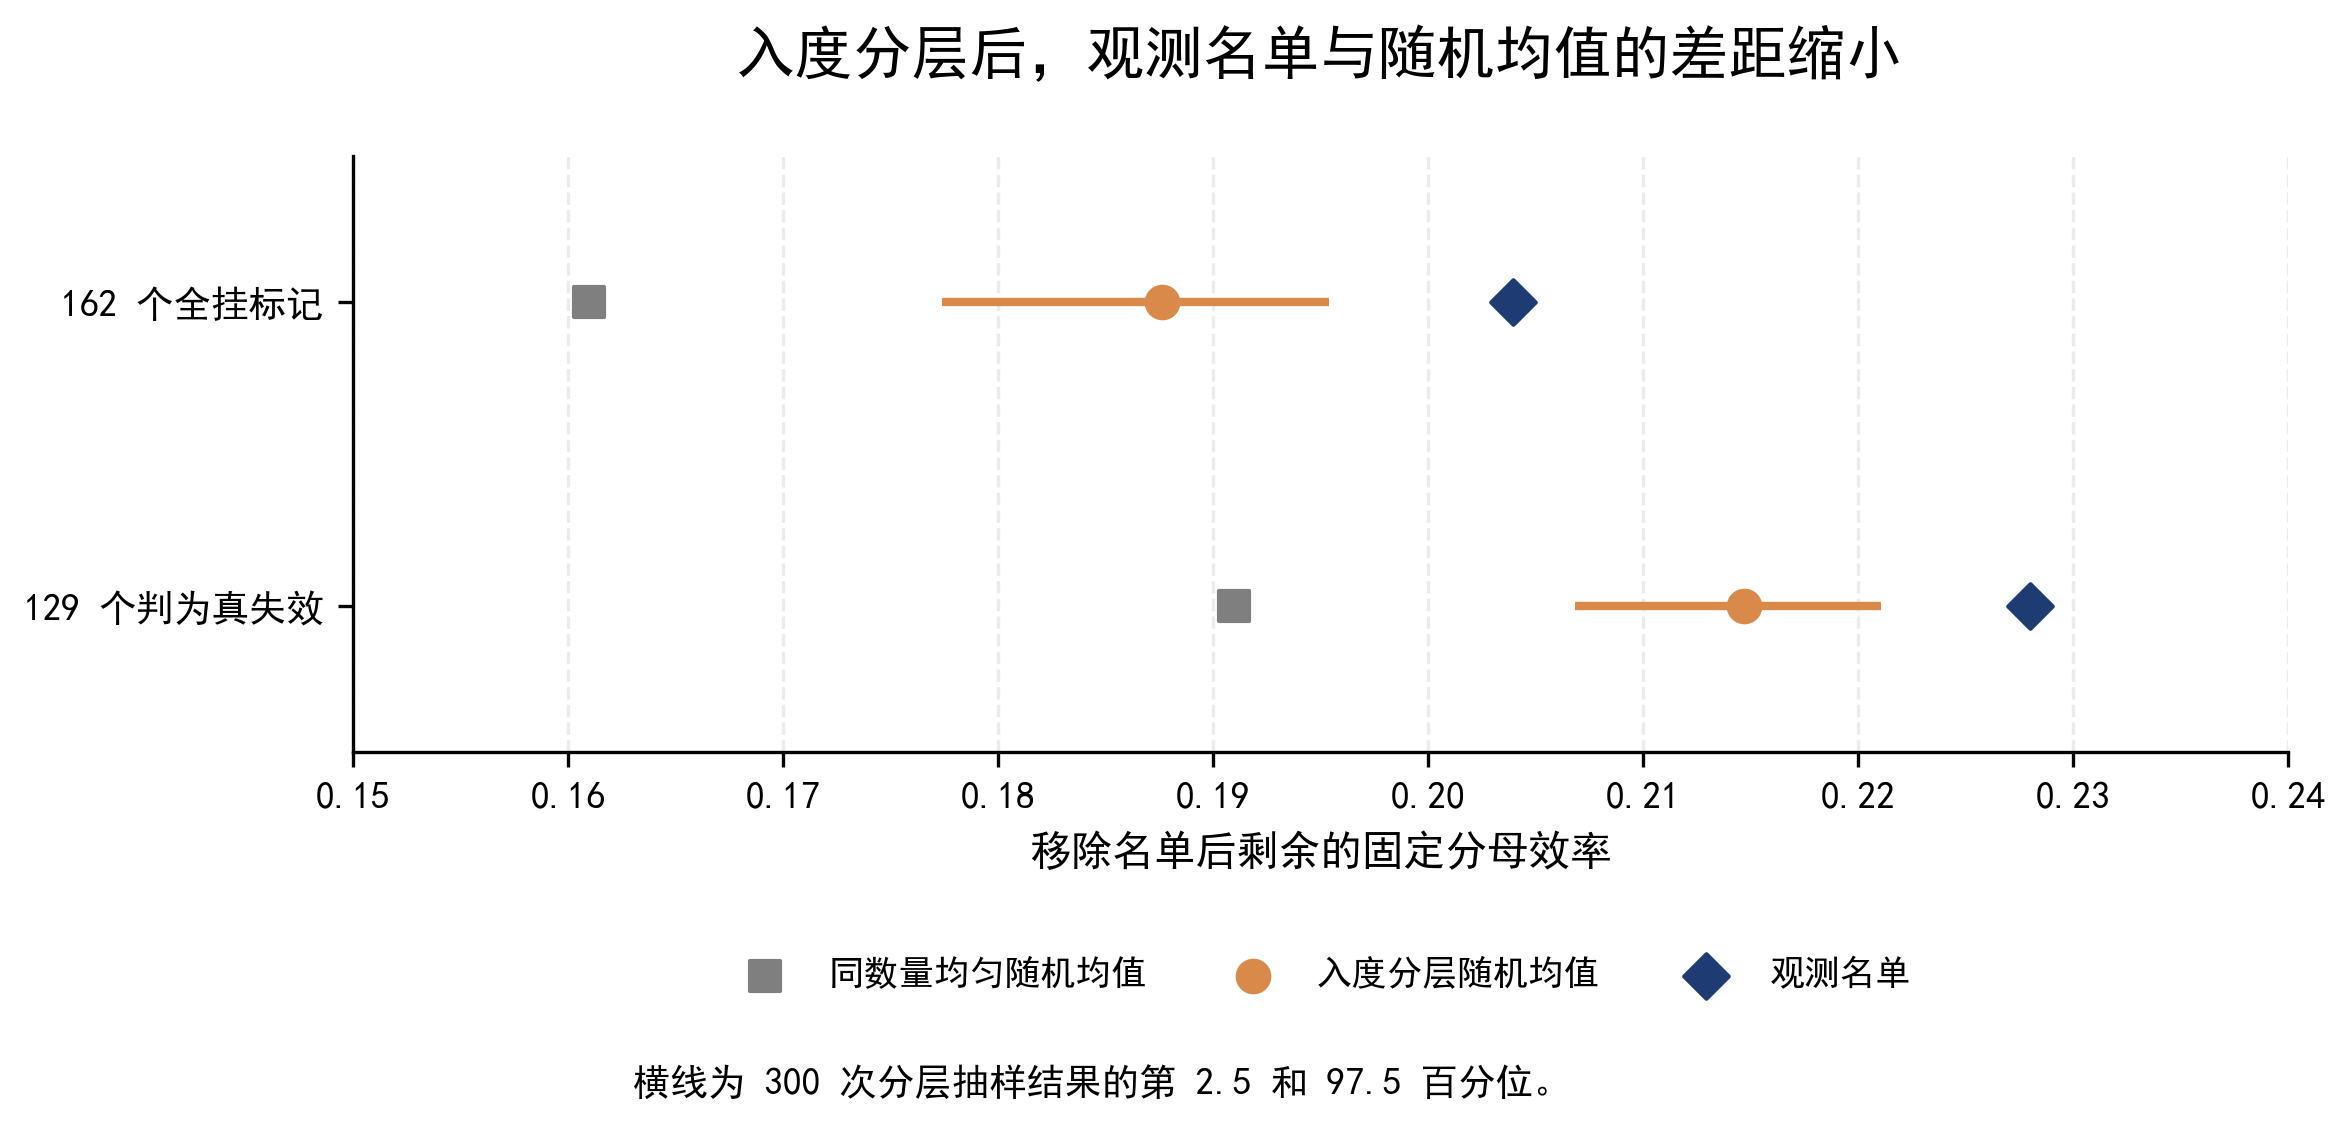 入度分层后，观测名单与随机均值的差距缩小
162 个全挂标记
129 个判为真失效
0.15 0.16 0.17 0.18 0.19 0.20 0.21 0.22 0.23 0.24
移除名单后剩余的固定分母效率
同数量均匀随机均值 入度分层随机均值 观测名单
横线为 300 次分层抽样结果的第 2.5 和 97.5 百分位。